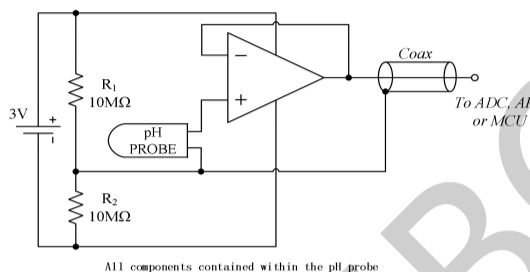 Coax
3V
R1
10MΩ
pH
PROBE
To ADC,
or MCU
R2
10MΩ
All components contained within the pH probe